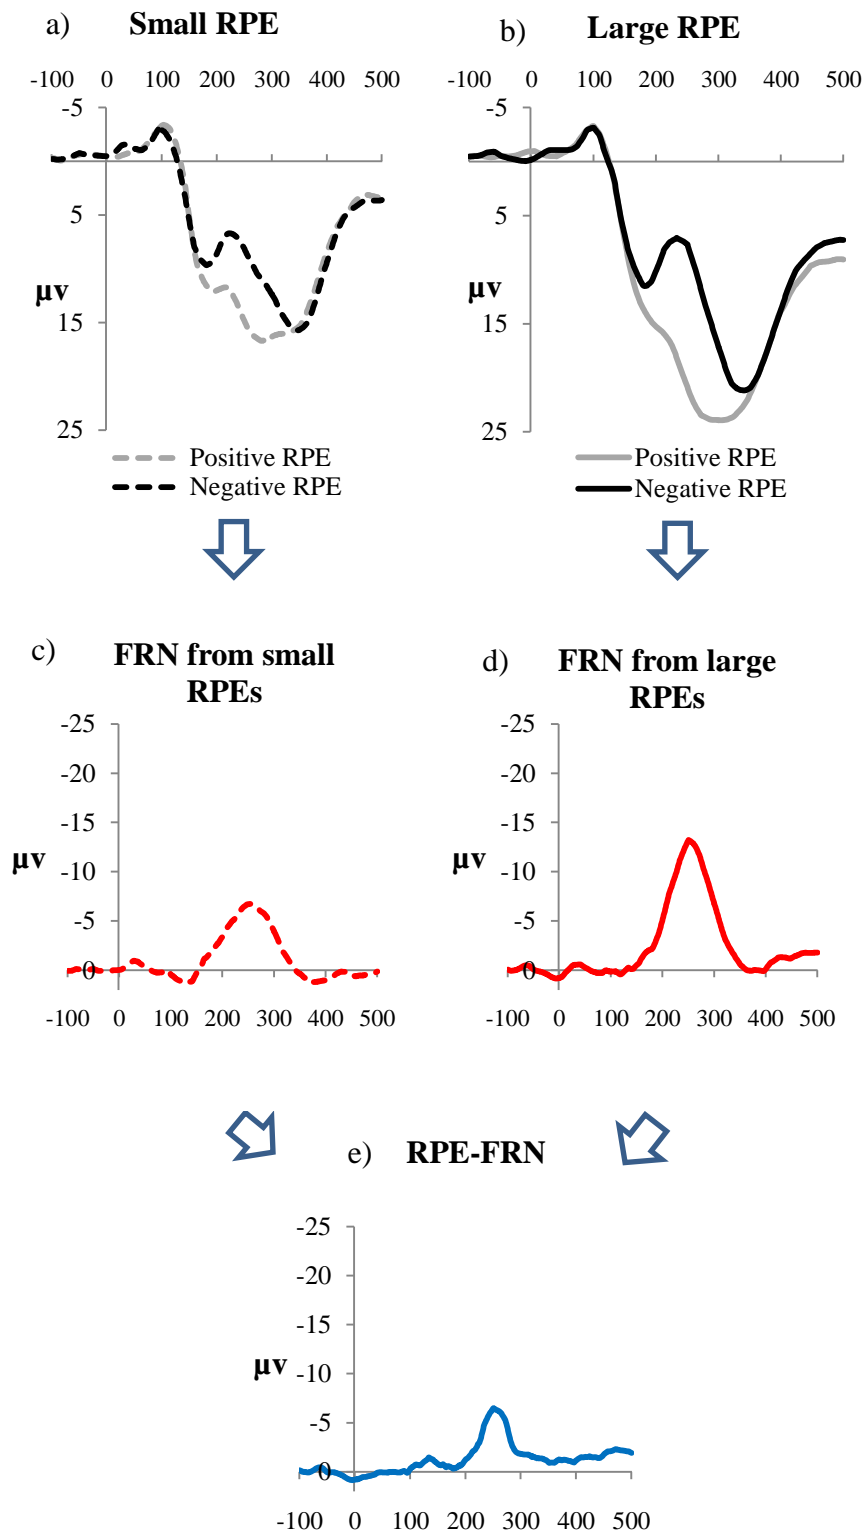 a) Small RPE
-100 0 100 200 300 400 500
-5
5
μv
15
25
Positive RPE
Negative RPE
b) Large RPE
-100 0 100 200 300 400 500
-5
5
μv
15
25
Positive RPE
Negative RPE
c) FRN from small
RPEs
-25
-20
-15
μv
-10
-5
0
-100 0 100 200 300 400 500
d) FRN from large
RPEs
-25
-20
-15
μv
-10
-5
0
-100 0 100 200 300 400 500
e) RPE-FRN
-25
-20
-15
μv
-10
-5
0
-100 0 100 200 300 400 500